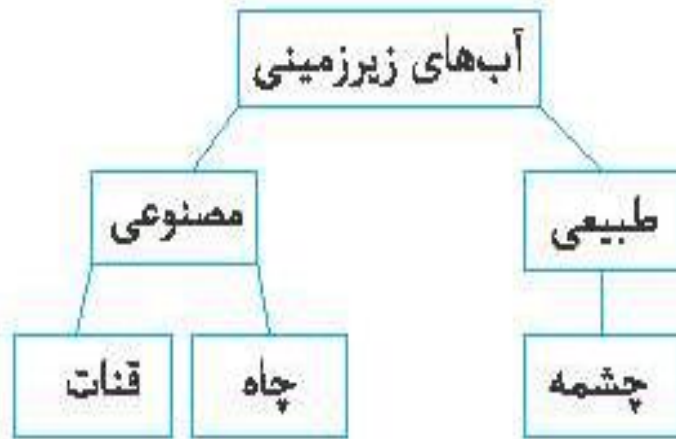 آب‌های زیرزمینی
طبیعی
مصنوعی
چشمه
چاه
قنات